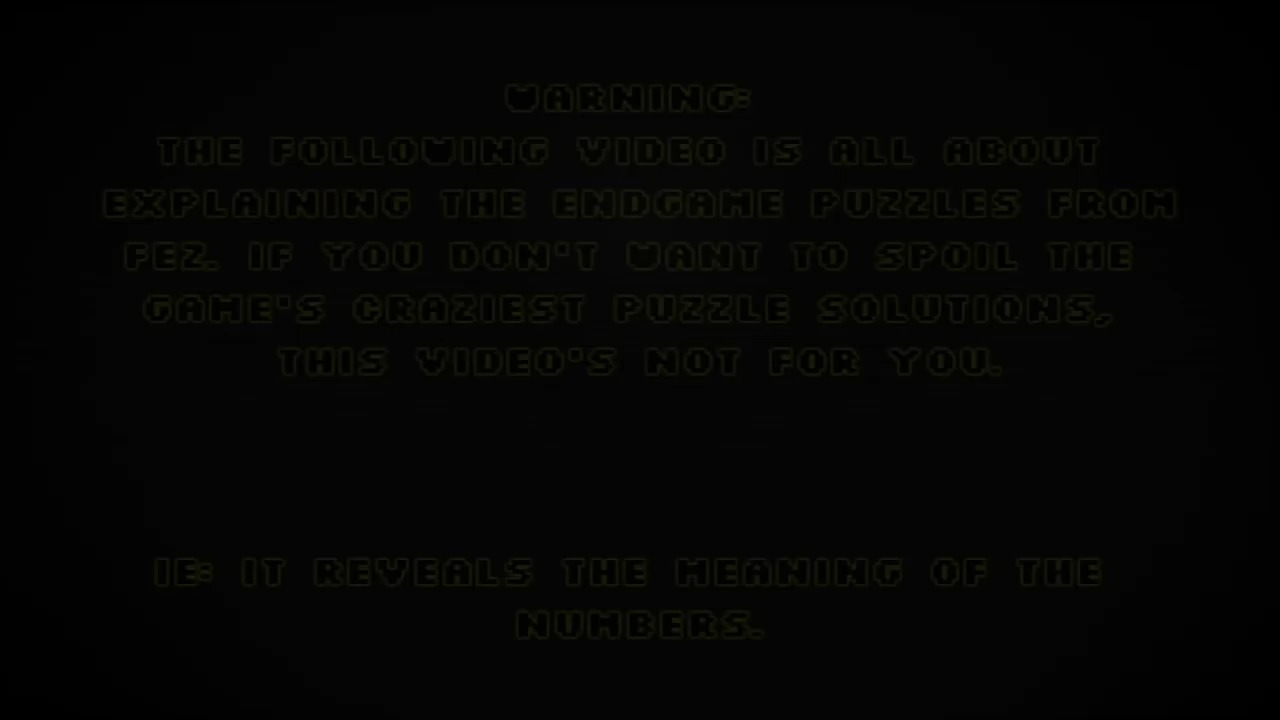 WARNING:
THE FOLLOWING VIDEO IS ALL ABOUT
EXPLAINING THE ENDGAME PUZZLES FROM
FEZ. IF YOU DON'T WANT TO SPOIL THE
GAME'S CRAZIEST PUZZLE SOLUTIONS,
THIS VIDEO'S NOT FOR YOU.
IE: IT REVEALS THE MEANING OF THE
NUMBERS.